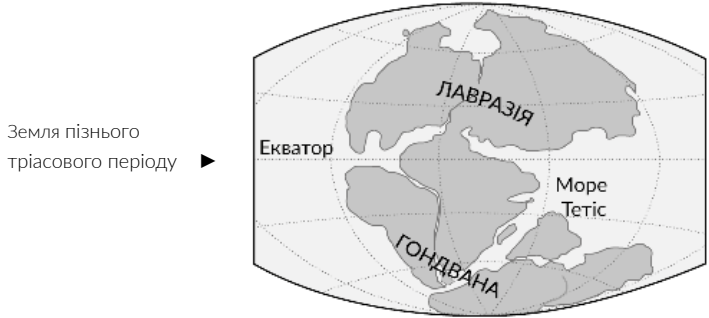 Земля пізнього
тріасового періоду
ЛАВРАЗІЯ
Екватор
Море
Тетіс
ГОНДВАНА